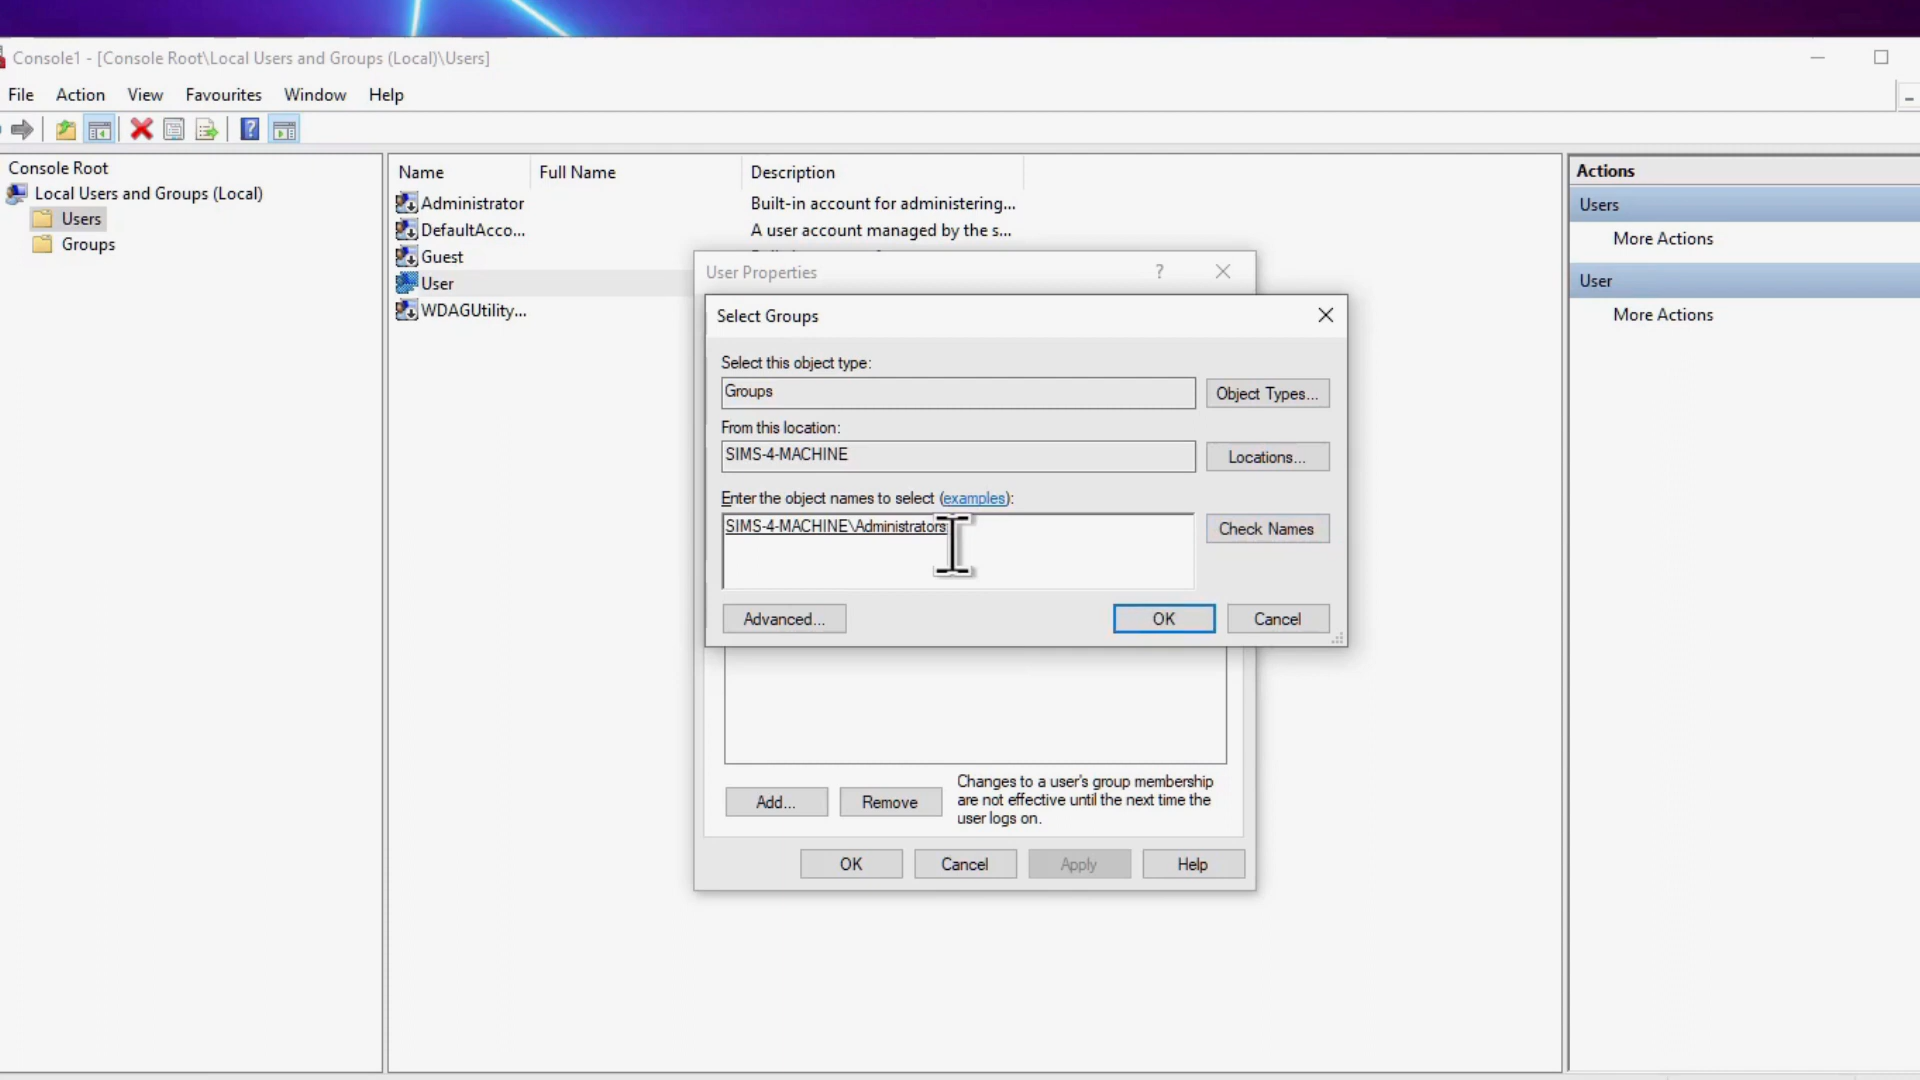 Console1 - [Console Root\Local Users and Groups (Local)\Users]
File Action View Favourites Window Help
Console Root
Local Users and Groups (Local)
Users
Groups
Name Full Name Description
Administrator Built-in account for administering...
DefaultAcco... A user account managed by the s...
Guest
User
WDAGUtility...
User Properties ?
Select Groups
Select this object type:
Groups Object Types...
From this location:
SIMS-4-MACHINE Locations...
Enter the object names to select (examples):
SIMS-4-MACHINE\Administrators Check Names
Advanced... OK Cancel
Add... Remove
Changes to a user's group membership
are not effective until the next time the
user logs on.
OK Cancel Apply Help
Actions
Users
More Actions
User
More Actions